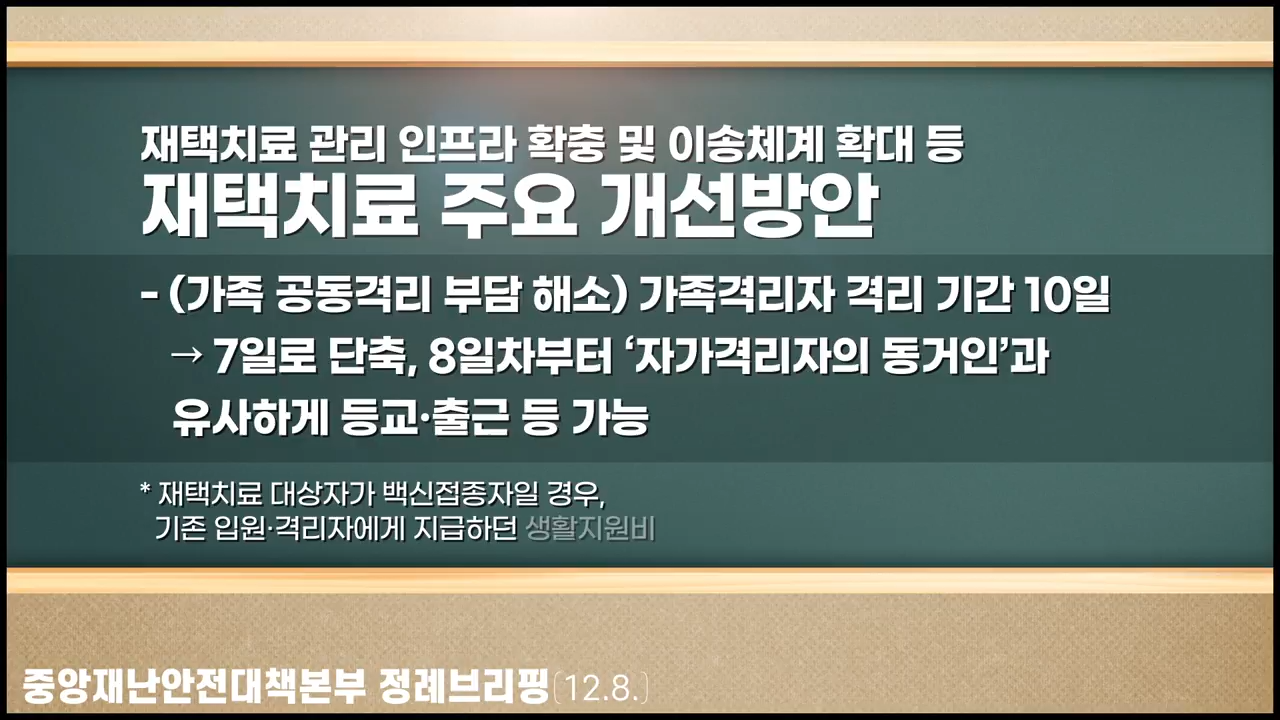 재택치료 관리 인프라 확충 및 이송체계 확대 등
재택치료 주요 개선방안
- (가족 공동격리 부담 해소) 가족격리자 격리 기간 10일
→ 7일로 단축, 8일차부터 ‘자가격리자의 동거인’과
유사하게 등교·출근 등 가능
* 재택치료 대상자가 백신접종자일 경우,
기존 입원·격리자에게 지급하던 생활지원비
중앙재난안전대책본부 정례브리핑(12.8.)